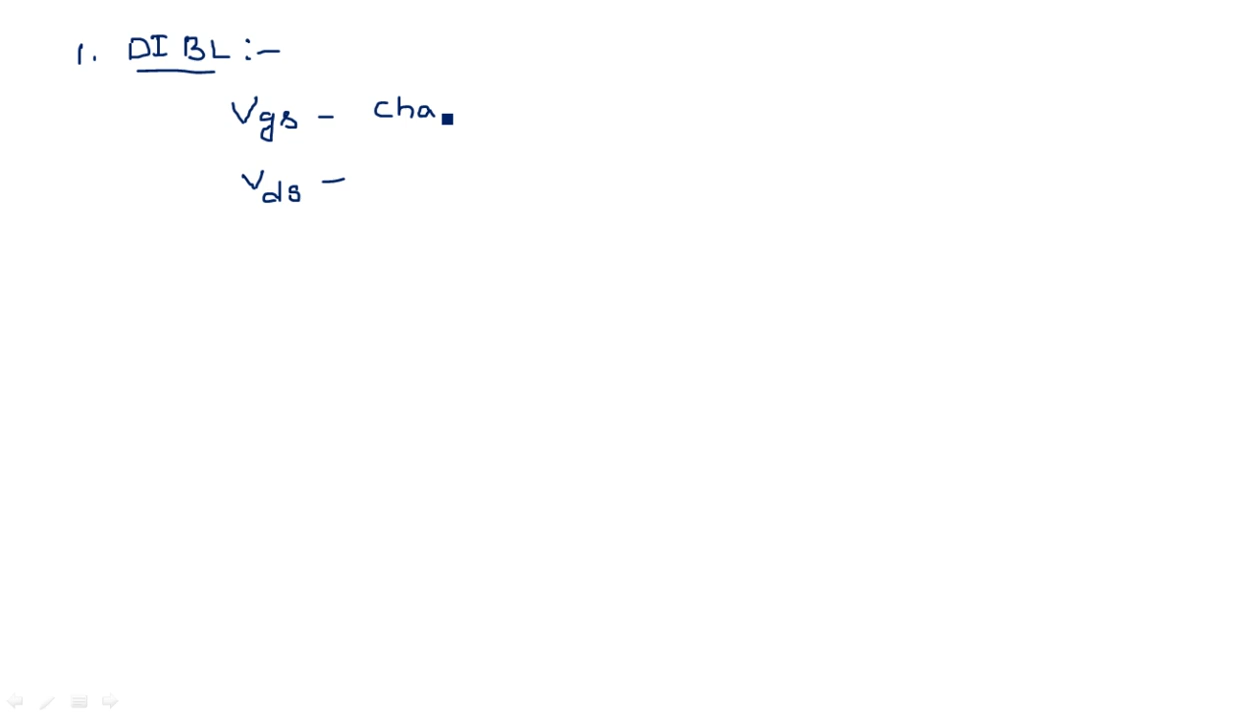 1. DIBL :-
Vgs - cha
Vds -